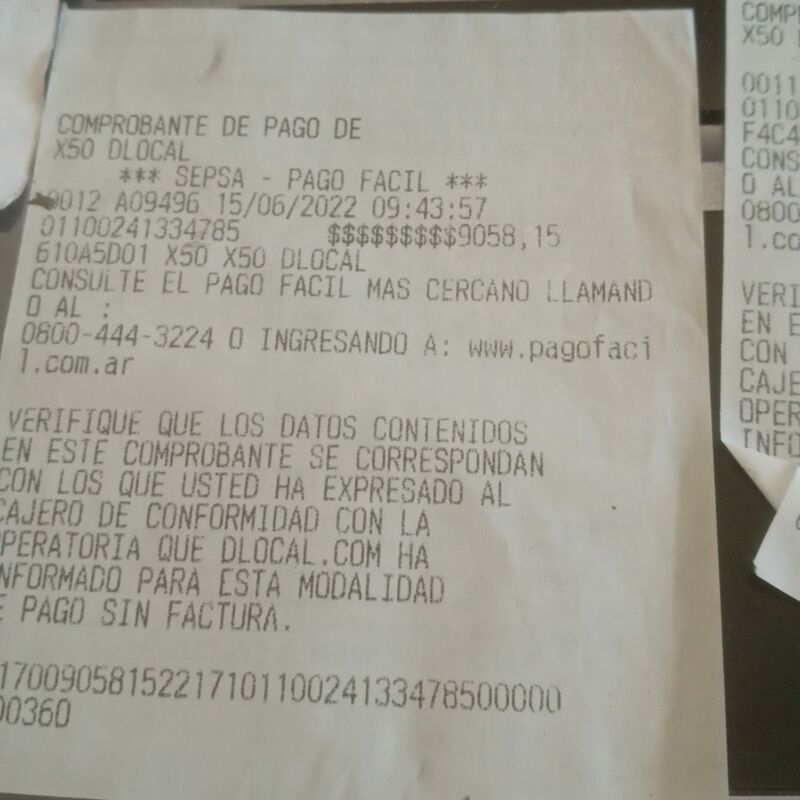 COMPROBANTE DE PAGO DE
X50 DLOCAL
*** SEPSA - PAGO FACIL ***
0012 A09496 15/06/2022 09:43:57
01100241334785 $$$$$$$$$9058,15
610A5D01 X50 X50 DLOCAL
CONSULTE EL PAGO FACIL MAS CERCANO LLAMAND
O AL :
0800-444-3224 O INGRESANDO A: www.pagofaci
l.com.ar
VERIFIQUE QUE LOS DATOS CONTENIDOS
EN ESTE COMPROBANTE SE CORRESPONDAN
CON LOS QUE USTED HA EXPRESADO AL
CAJERO DE CONFORMIDAD CON LA
OPERATORIA QUE DLOCAL.COM HA
NFORMADO PARA ESTA MODALIDAD
E PAGO SIN FACTURA.
1700905815221710110024133478500000
00360
COMP
X50
0011
0110
F4C4
CONS
O AL
0800
l.co
VERI
EN E
CON
CAJE
OPER
INFO